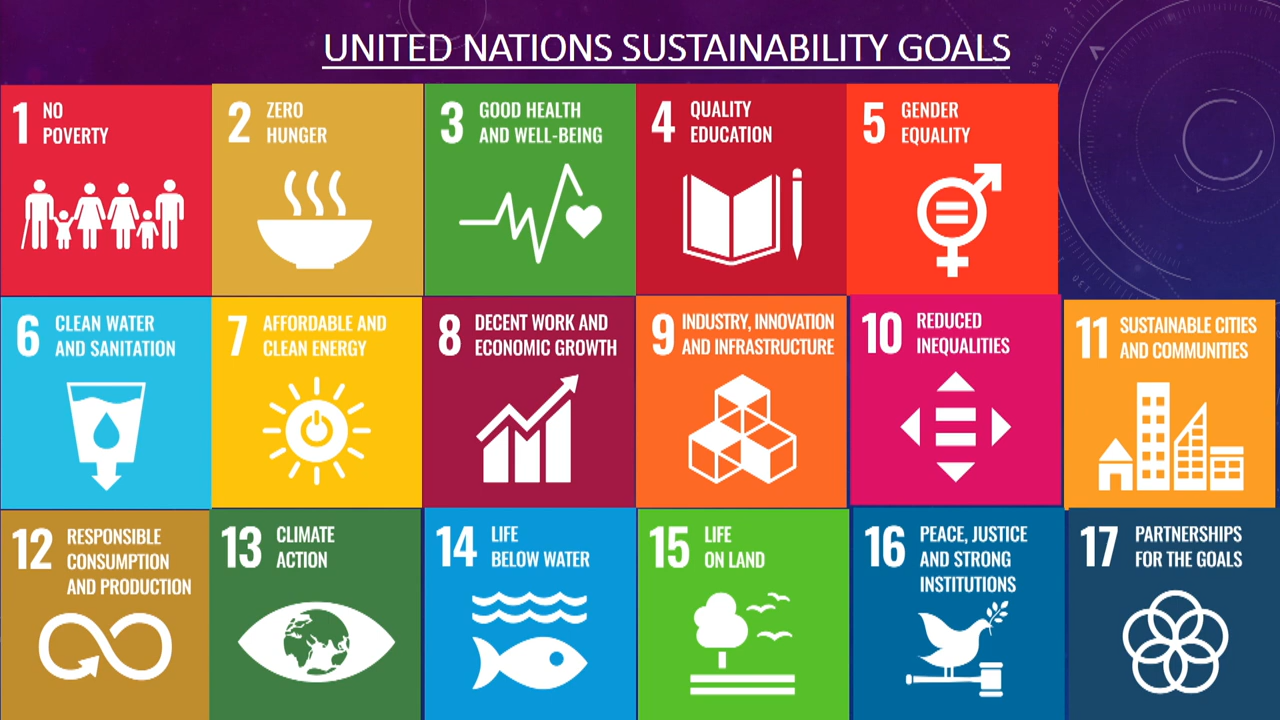 UNITED NATIONS SUSTAINABILITY GOALS
1 NO
POVERTY
2 ZERO
HUNGER
3 GOOD HEALTH
AND WELL-BEING
4 QUALITY
EDUCATION
5 GENDER
EQUALITY
6 CLEAN WATER
AND SANITATION
7 AFFORDABLE AND
CLEAN ENERGY
8 DECENT WORK AND
ECONOMIC GROWTH
9 INDUSTRY, INNOVATION
AND INFRASTRUCTURE
10 REDUCED
INEQUALITIES
11 SUSTAINABLE CITIES
AND COMMUNITIES
12 RESPONSIBLE
CONSUMPTION
AND PRODUCTION
13 CLIMATE
ACTION
14 LIFE
BELOW WATER
15 LIFE
ON LAND
16 PEACE, JUSTICE
AND STRONG
INSTITUTIONS
17 PARTNERSHIPS
FOR THE GOALS